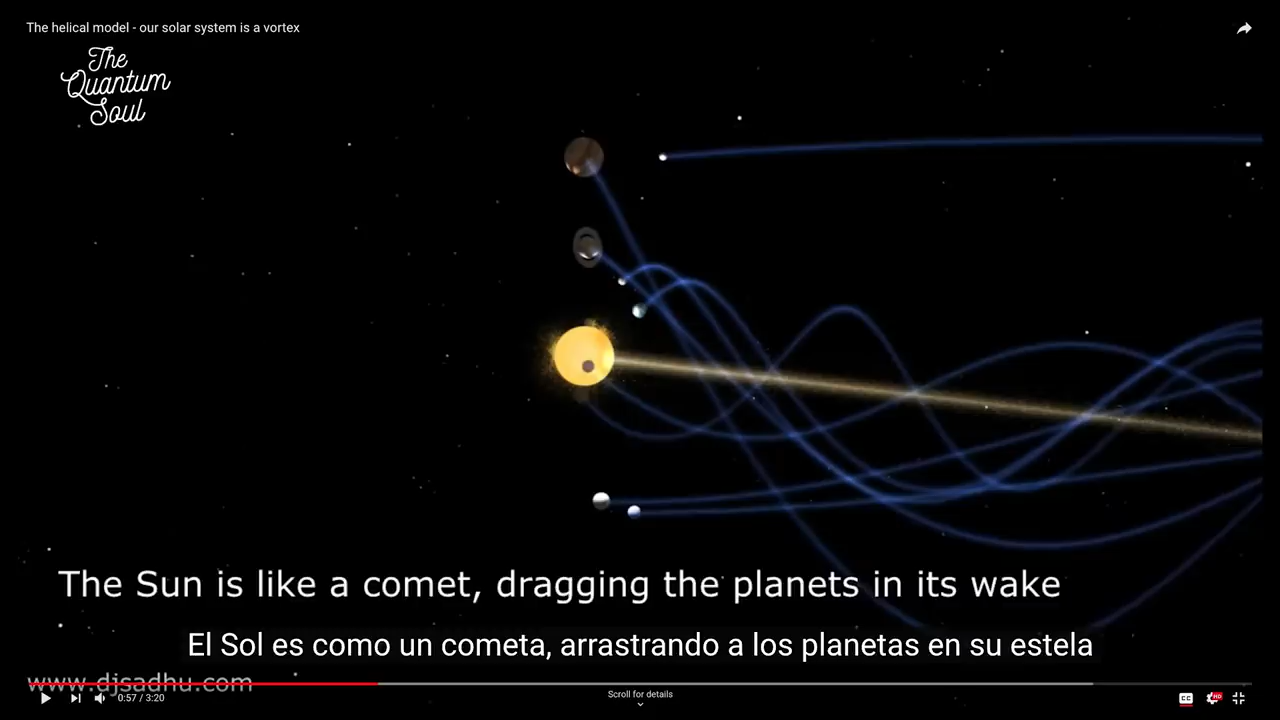 The helical model - our solar system is a vortex
The
Quantum
Soul
The Sun is like a comet, dragging the planets in its wake
El Sol es como un cometa, arrastrando a los planetas en su estela
www.djsadhu.com
0:57 / 3:20
Scroll for details
CC
HD